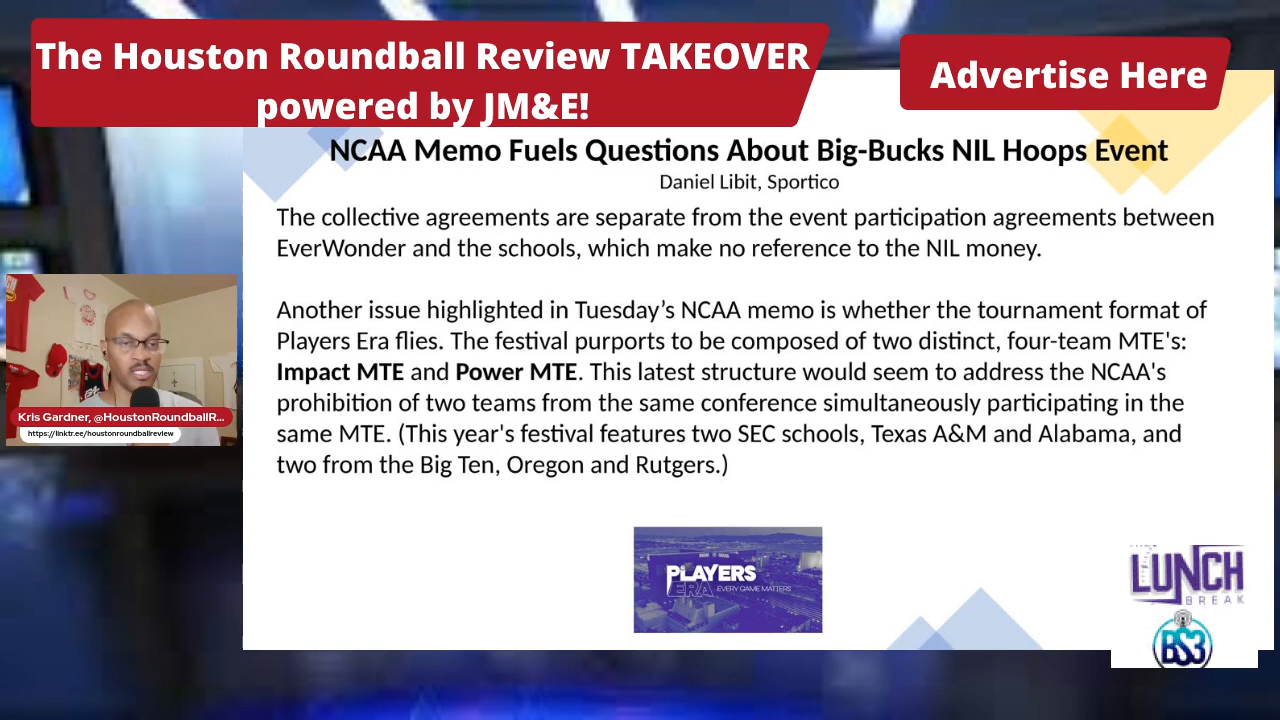 The Houston Roundball Review TAKEOVER
powered by JM&E!
Advertise Here
NCAA Memo Fuels Questions About Big-Bucks NIL Hoops Event
Daniel Libit, Sportico
The collective agreements are separate from the event participation agreements between
EverWonder and the schools, which make no reference to the NIL money.
Another issue highlighted in Tuesday’s NCAA memo is whether the tournament format of
Players Era flies. The festival purports to be composed of two distinct, four-team MTE's:
Impact MTE and Power MTE. This latest structure would seem to address the NCAA's
prohibition of two teams from the same conference simultaneously participating in the
same MTE. (This year's festival features two SEC schools, Texas A&M and Alabama, and
two from the Big Ten, Oregon and Rutgers.)
Kris Gardner, @HoustonRoundballR...
https://linktr.ee/houstonroundballreview
PLAYERS
ERA EVERY GAME MATTERS
LUNCH
BREAK
BS3